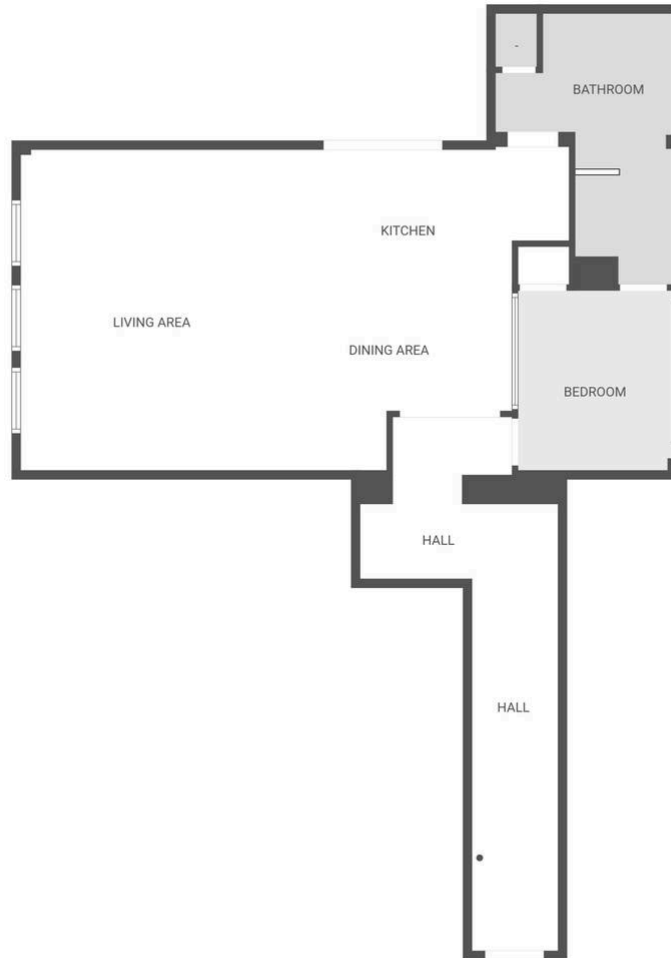 BATHROOM
KITCHEN
LIVING AREA
DINING AREA
BEDROOM
HALL
HALL